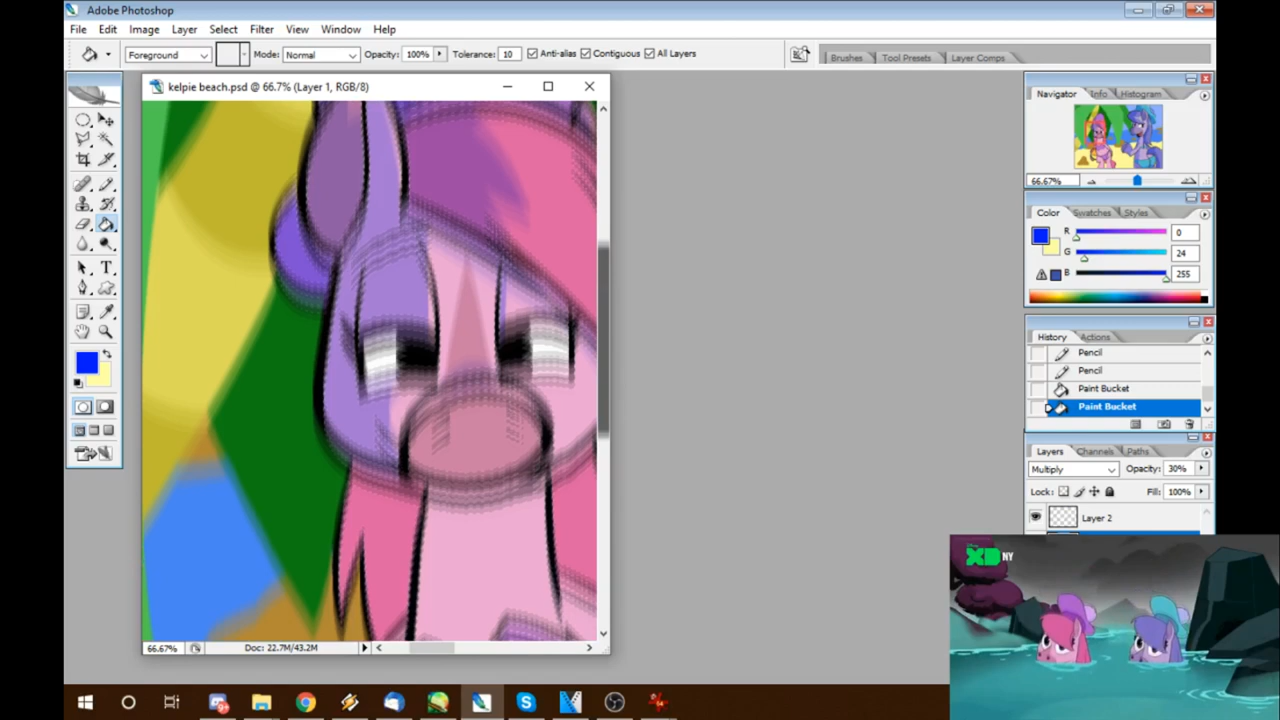 Adobe Photoshop
File Edit Image Layer Select Filter View Window Help
Foreground Mode: Normal Opacity: 100% Tolerance: 10 Anti-alias Contiguous All Layers Brushes Tool Presets Layer Comps
kelpie beach.psd @ 66.7% (Layer 1, RGB/8)
Navigator Info Histogram
66.67%
Color Swatches Styles
R 0
G 24
B 255
History Actions
Pencil
Pencil
Paint Bucket
Paint Bucket
Layers Channels Paths
Multiply Opacity: 30%
Lock: Fill: 100%
Layer 2
XD NY
66.67% Doc: 22.7M/43.2M